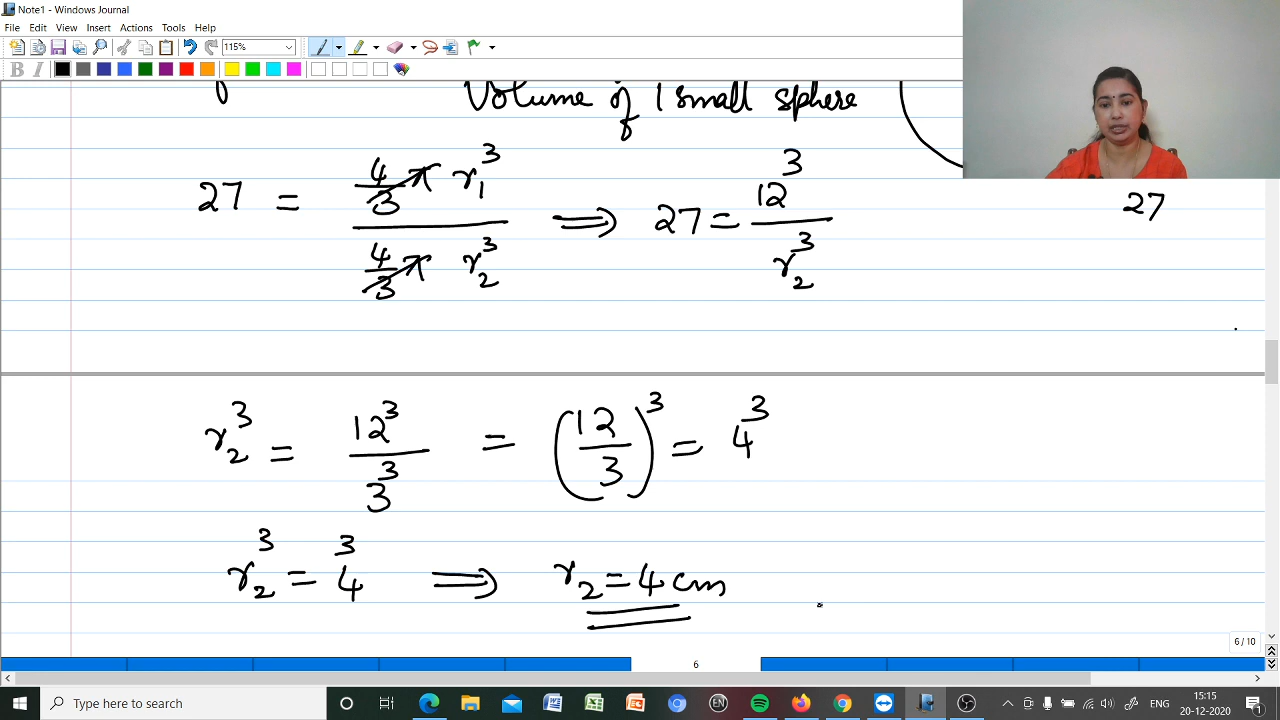 Note1 - Windows Journal
File Edit View Insert Actions Tools Help
115%
B I
Volume of 1 small sphere
27 = 4/3 π r₁³ / 4/3 π r₂³ ⟹ 27 = 12³ / r₂³
27
r₂³ = 12³ / 3³ = (12/3)³ = 4³
r₂³ = 4³ ⟹ r₂ = 4 cm
6 / 10
6
Type here to search
EN
ENG
15:15
20-12-2020
1